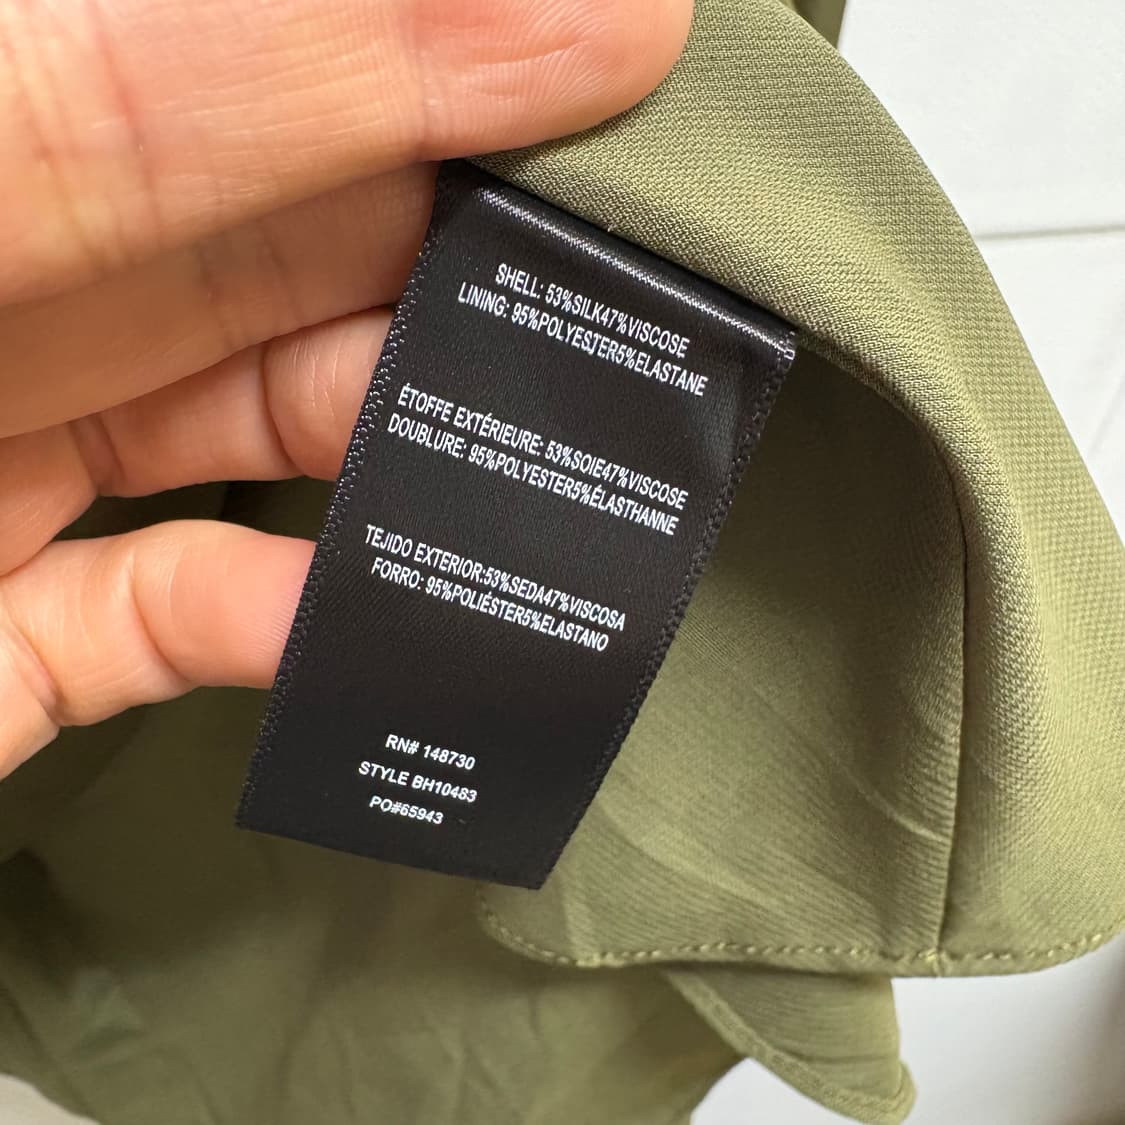 SHELL: 53%SILK47%VISCOSE
LINING: 95%POLYESTER5%ELASTANE
ÉTOFFE EXTÉRIEURE: 53%SOIE47%VISCOSE
DOUBLURE: 95%POLYESTER5%ÉLASTHANNE
TEJIDO EXTERIOR:53%SEDA47%VISCOSA
FORRO: 95%POLIÉSTER5%ELASTANO
RN# 148730
STYLE BH10483
PO#65943